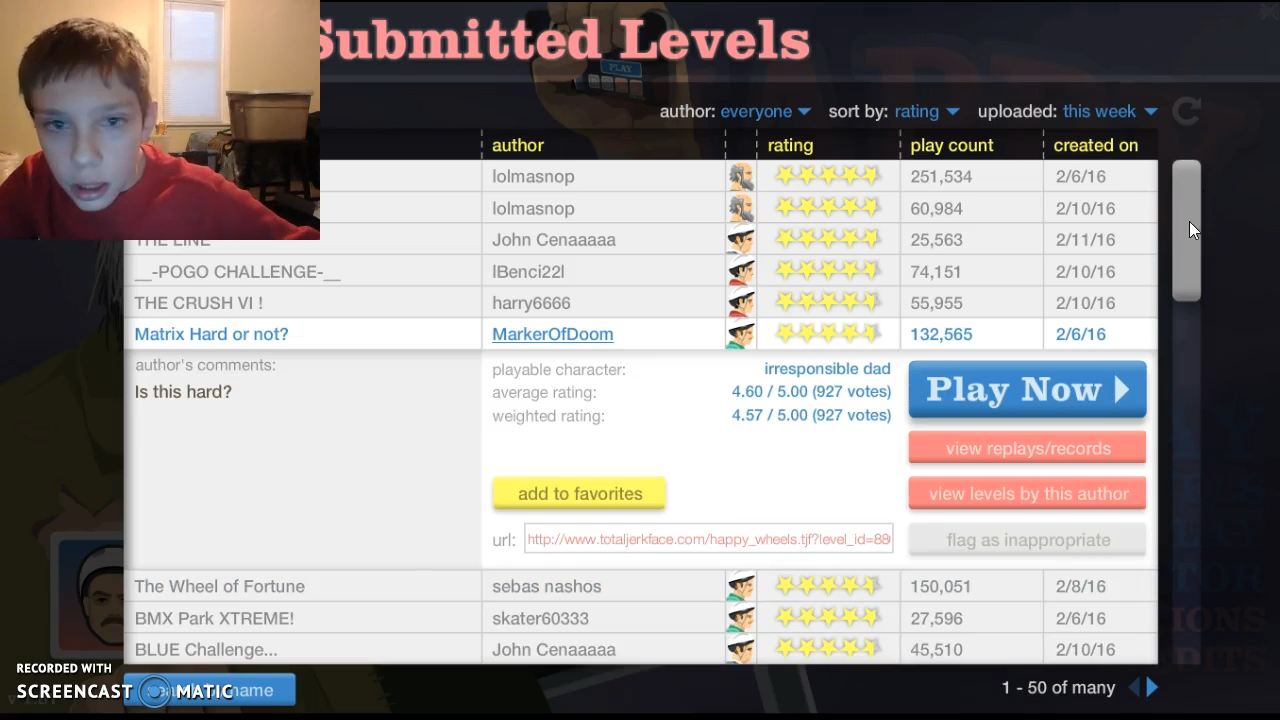 Submitted Levels
PLAY
author: everyone sort by: rating uploaded: this week
author rating play count created on
lolmasnop 251,534 2/6/16
lolmasnop 60,984 2/10/16
THE LINE John Cenaaaaa 25,563 2/11/16
__-POGO CHALLENGE-__ lBenci22l 74,151 2/10/16
THE CRUSH VI ! harry6666 55,955 2/10/16
Matrix Hard or not? MarkerOfDoom 132,565 2/6/16
author's comments:
Is this hard?
playable character: irresponsible dad
average rating: 4.60 / 5.00 (927 votes)
weighted rating: 4.57 / 5.00 (927 votes)
Play Now
view replays/records
add to favorites view levels by this author
url: http://www.totaljerkface.com/happy_wheels.tjf?level_id=88 flag as inappropriate
The Wheel of Fortune sebas nashos 150,051 2/8/16
BMX Park XTREME! skater60333 27,596 2/6/16
BLUE Challenge... John Cenaaaaa 45,510 2/10/16
RECORDED WITH
SCREENCAST MATIC
name
1 - 50 of many